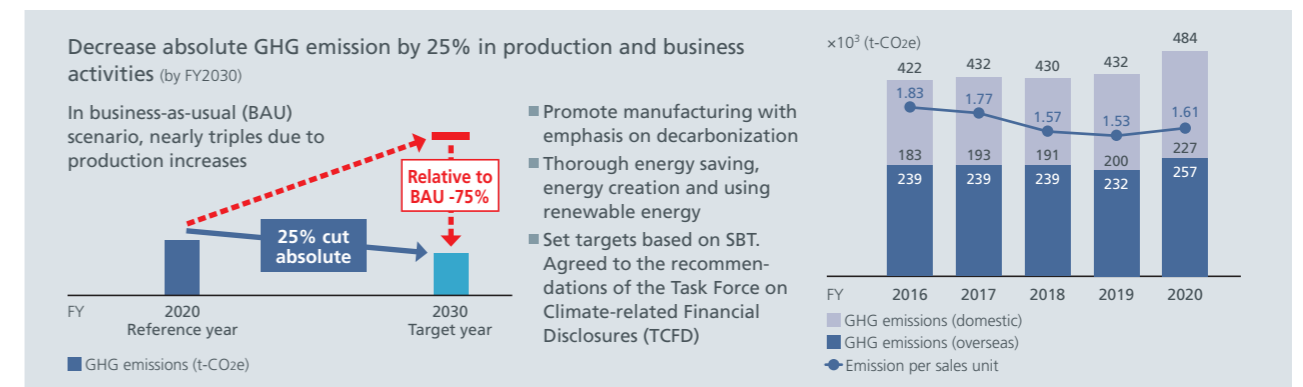 Decrease absolute GHG emission by 25% in production and business
activities (by FY2030)
In business-as-usual (BAU)
scenario, nearly triples due to
production increases
Relative to
BAU -75%
25% cut
absolute
FY
2020
Reference year
2030
Target year
GHG emissions (t-CO2e)
Promote manufacturing with
emphasis on decarbonization
Thorough energy saving,
energy creation and using
renewable energy
Set targets based on SBT.
Agreed to the recommen-
dations of the Task Force on
Climate-related Financial
Disclosures (TCFD)
×10³ (t-CO2e)
422 432 430 432 484
1.83 1.77 1.57 1.53 1.61
183 193 191 200 227
239 239 239 232 257
FY 2016 2017 2018 2019 2020
GHG emissions (domestic)
GHG emissions (overseas)
Emission per sales unit